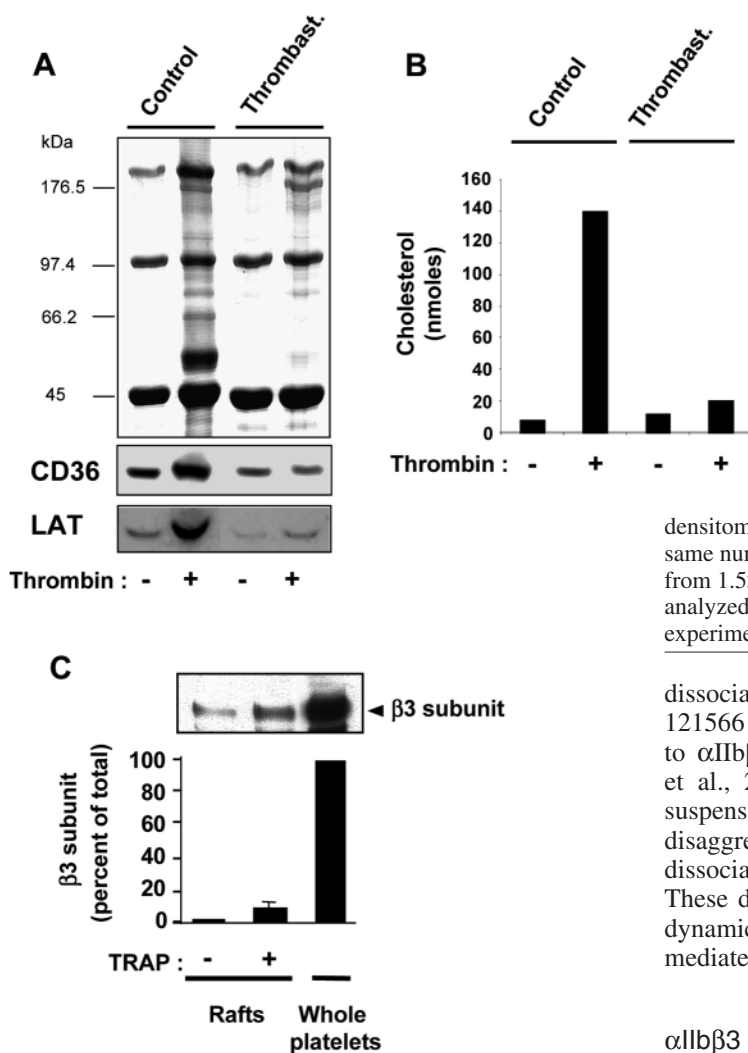 A
Control
Thrombast.
kDa
176.5
97.4
66.2
45
CD36
LAT
Thrombin : - + - +
B
Control
Thrombast.
Cholesterol
(nmoles)
160
140
120
100
80
60
40
20
0
Thrombin : - + - +
densitom
same nun
from 1.5
analyzed
experime
dissocia
121566
to αIIbβ
et al., 2
suspens
disaggre
dissocia
These d
dynamic
mediate
αIIbβ3
C
β3 subunit
β3 subunit
(percent of total)
100
80
60
40
20
0
TRAP : - +
Rafts
Whole
platelets